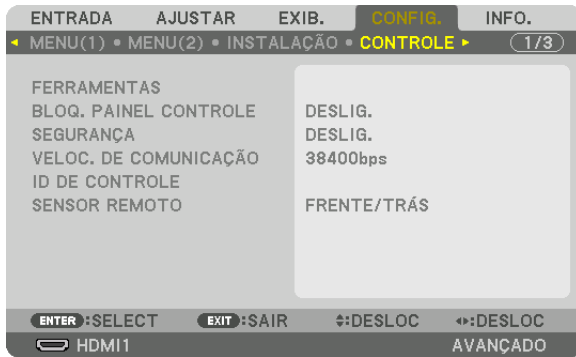 ENTRADA AJUSTAR EXIB. CONFIG. INFO.
MENU(1) • MENU(2) • INSTALAÇÃO • CONTROLE 1/3
FERRAMENTAS
BLOQ. PAINEL CONTROLE DESLIG.
SEGURANÇA DESLIG.
VELOC. DE COMUNICAÇÃO 38400bps
ID DE CONTROLE
SENSOR REMOTO FRENTE/TRÁS
ENTER :SELECT EXIT :SAIR :DESLOC :DESLOC
HDMI1 AVANÇADO